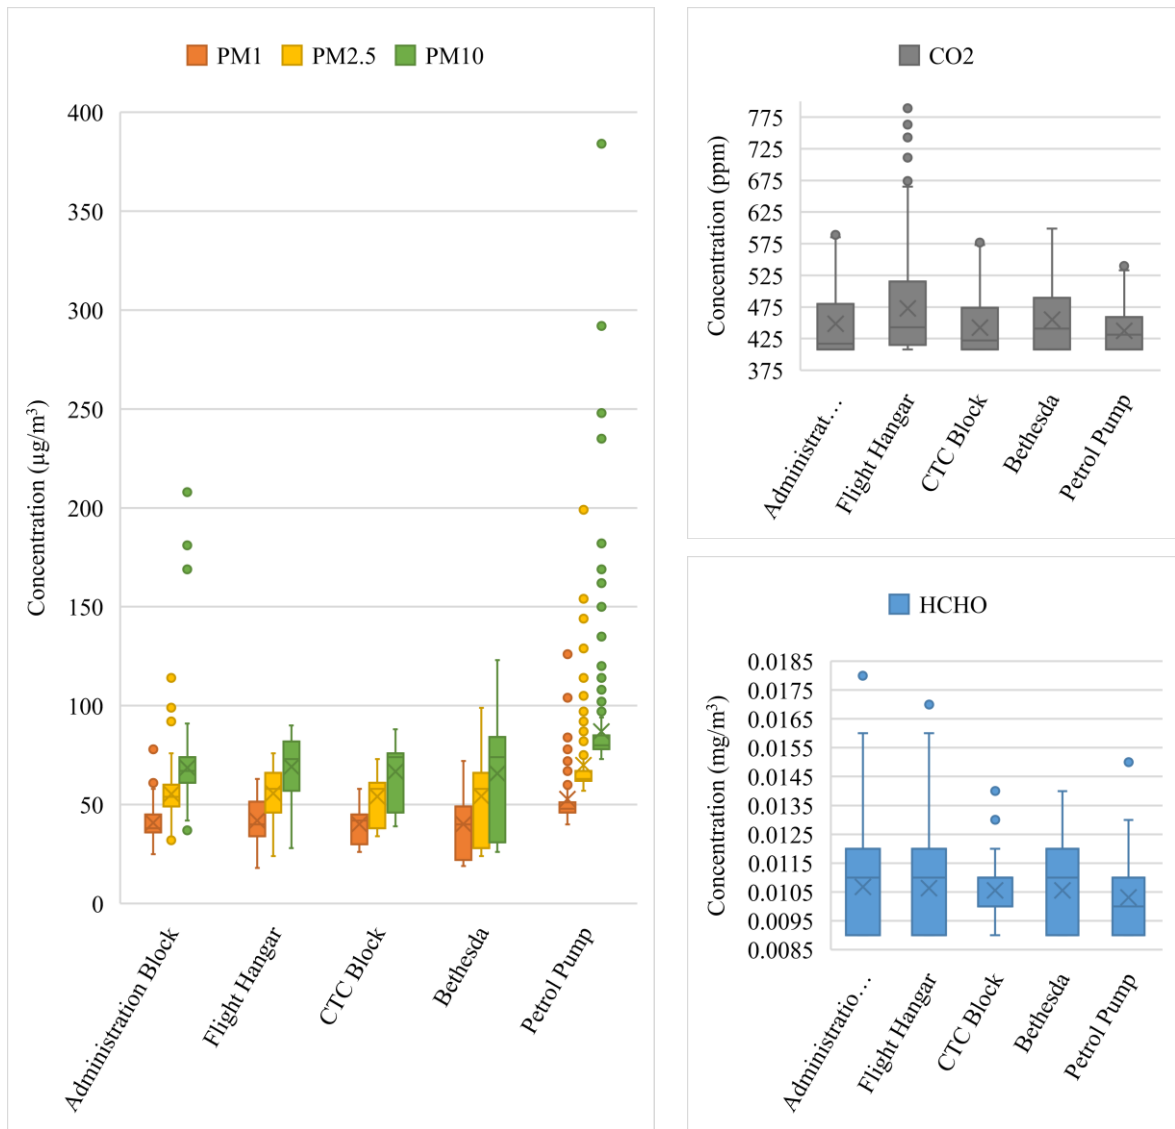 PM1 PM2.5 PM10
400
350
300
250
200
150
100
50
0
Concentration (µg/m³)
Administration Block
Flight Hangar
CTC Block
Bethesda
Petrol Pump
CO2
775
725
675
625
575
525
475
425
375
Concentration (ppm)
Administrat...
Flight Hangar
CTC Block
Bethesda
Petrol Pump
HCHO
0.0185
0.0175
0.0165
0.0155
0.0145
0.0135
0.0125
0.0115
0.0105
0.0095
0.0085
Concentration (mg/m³)
Administratio...
Flight Hangar
CTC Block
Bethesda
Petrol Pump